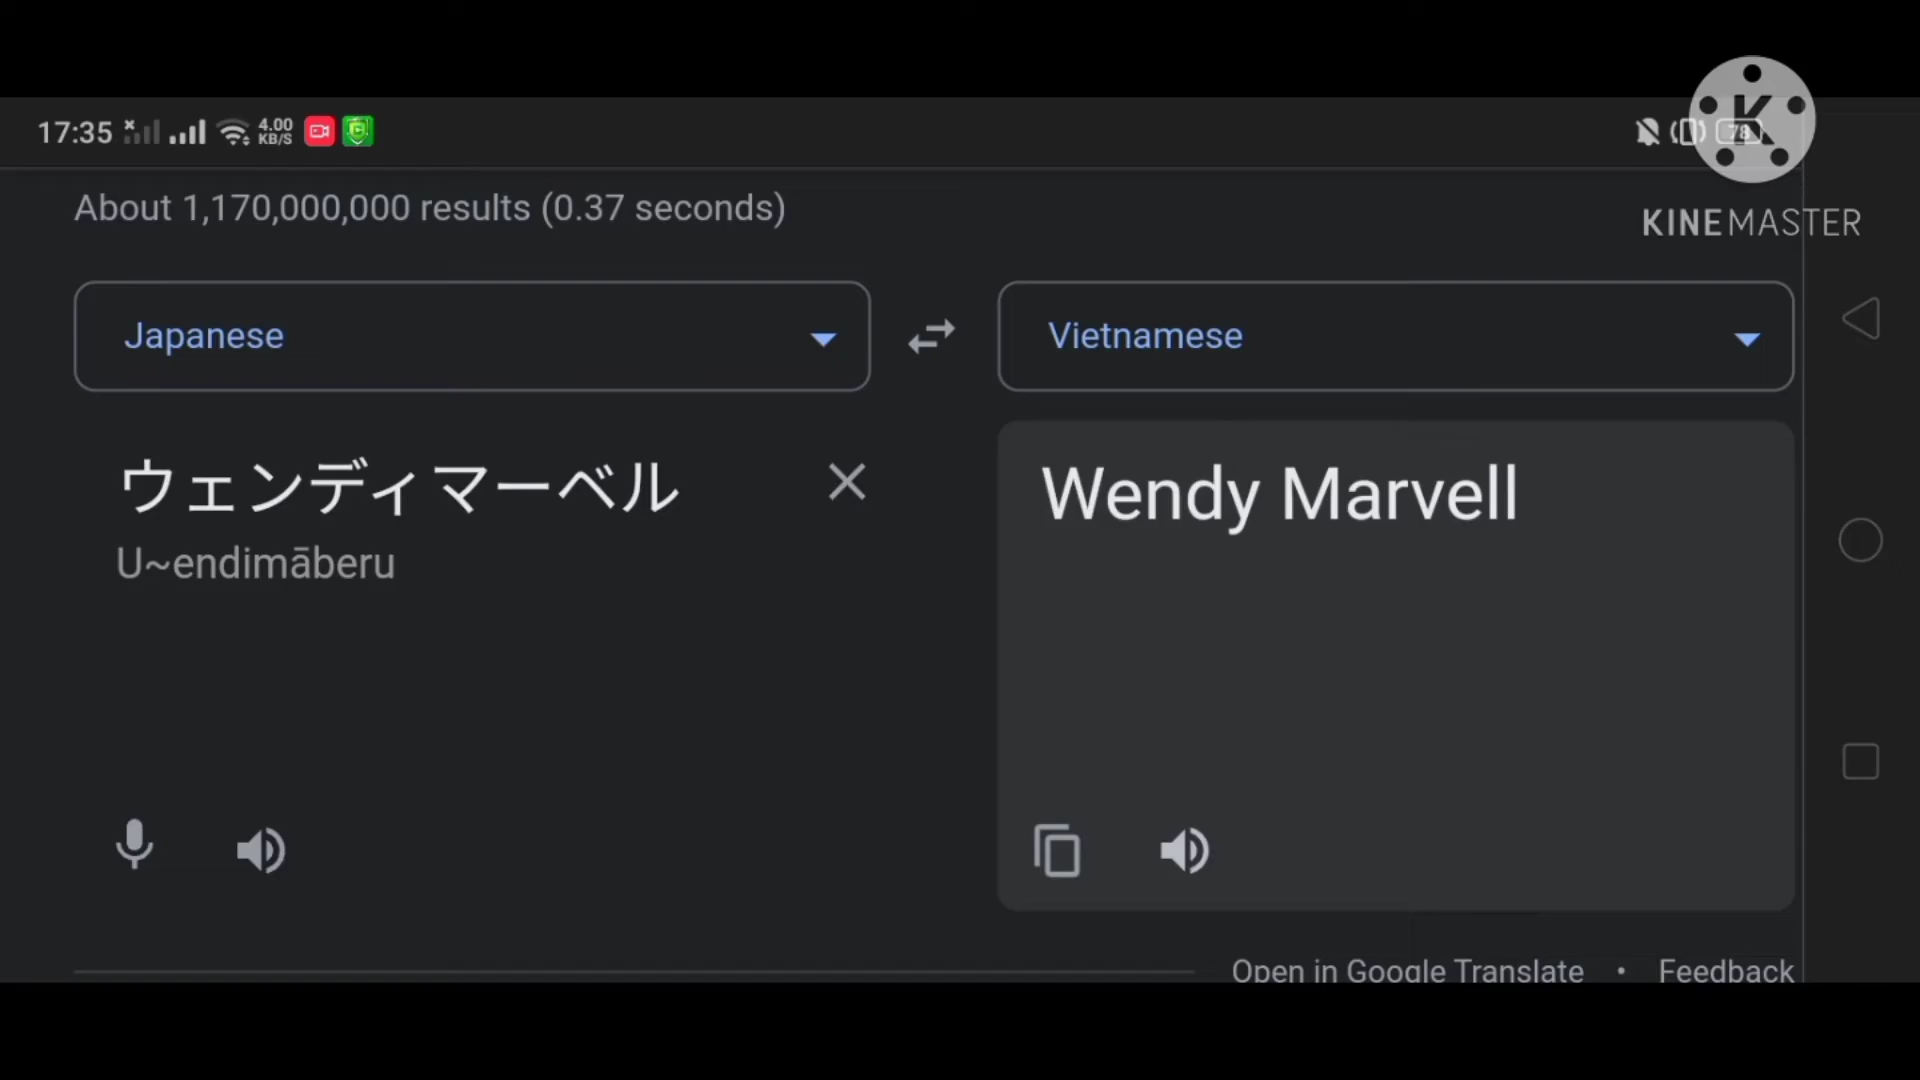 17:35 4.00 KB/S 78
KINEMASTER
About 1,170,000,000 results (0.37 seconds)
Japanese
Vietnamese
ウェンディマーベル
U~endimāberu
Wendy Marvell
Open in Google Translate • Feedback